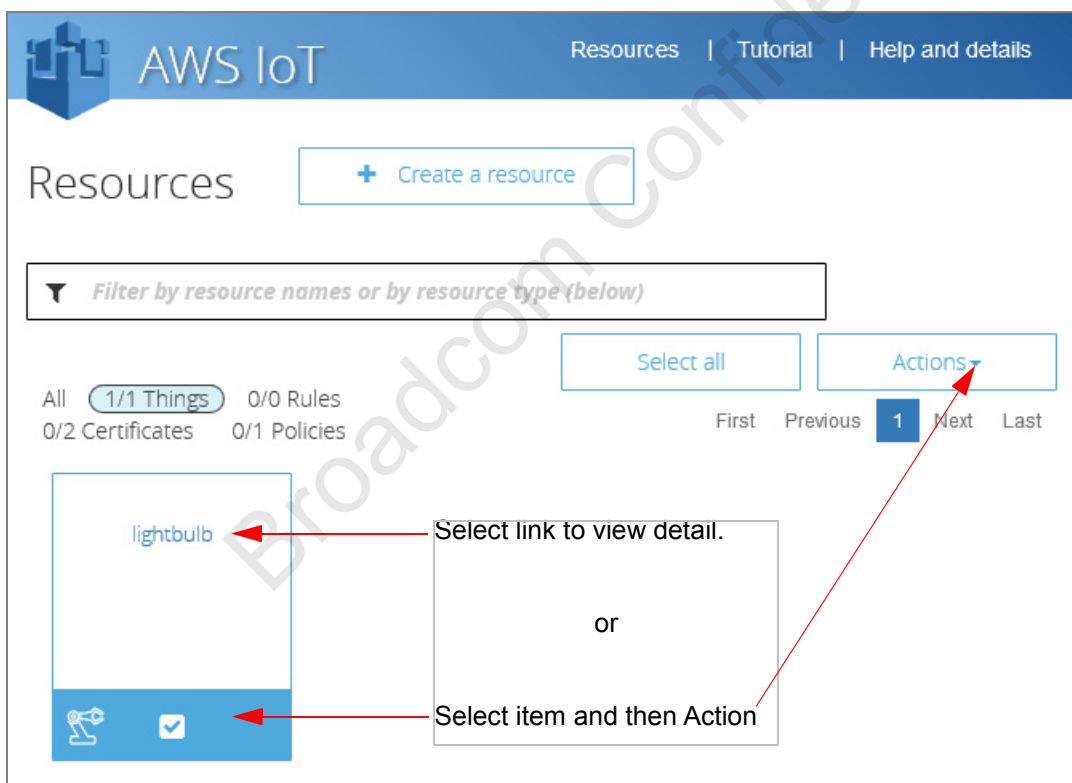 AWS IoT
Resources | Tutorial | Help and details
Resources
+ Create a resource
Filter by resource names or by resource type (below)
Select all
Actions
All 1/1 Things 0/0 Rules
0/2 Certificates 0/1 Policies
First Previous 1 Next Last
lightbulb
Select link to view detail.
or
Select item and then Action
Broadcom Confide